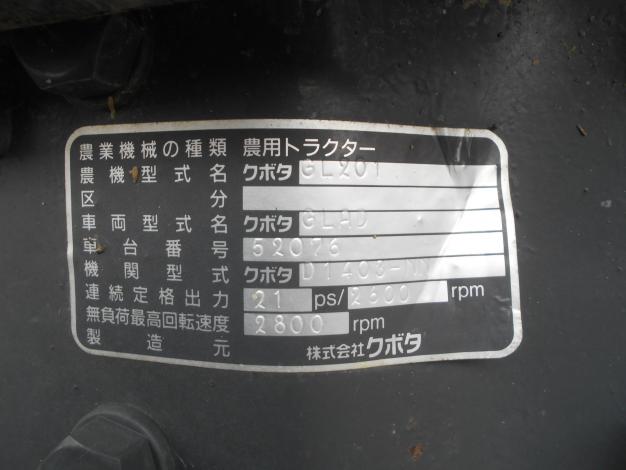 農業機械の種類 農用トラクター
農機型式名 クボタ GL201
区分
車両型式名 クボタ GLAD
車台番号 52076
機関型式 クボタ D1403-N
連続定格出力 21 ps/2600 rpm
無負荷最高回転速度 2800 rpm
製造元 株式会社クボタ